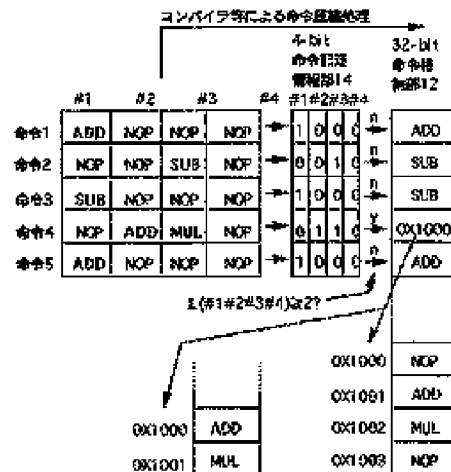 コンパイラ等による命令圧縮処理
4-bit
命令配置
情報部14
32-bit
命令格
納部12
#1 #2 #3 #4 #1#2#3#4
命令1 ADD NOP NOP NOP 1 0 0 0 n ADD
命令2 NOP NOP SUB NOP 0 0 1 0 n SUB
命令3 SUB NOP NOP NOP 1 0 0 0 n SUB
命令4 NOP ADD MUL NOP 0 1 1 0 Y 0X1000
命令5 ADD NOP NOP NOP 1 0 0 0 n ADD
Σ(#1#2#3#4)≥2?
0X1000 NOP
0X1001 ADD
0X1002 MUL
0X1003 NOP
0X1000 ADD
0X1001 MUL